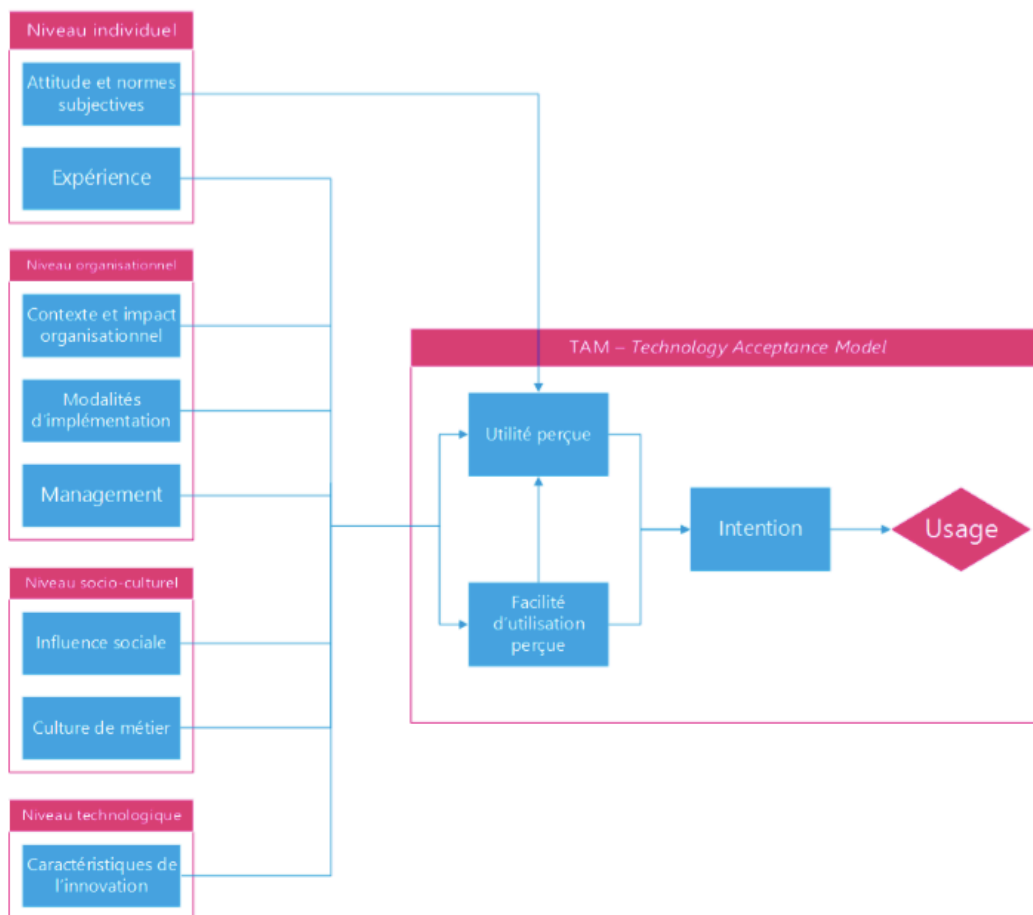 Niveau individuel
Attitude et normes
subjectives
Expérience
Niveau organisationnel
Contexte et impact
organisationnel
Modalités
d'implémentation
Management
Niveau socio-culturel
Influence sociale
Culture de métier
Niveau technologique
Caractéristiques de
l'innovation
TAM – Technology Acceptance Model
Utilité perçue
Facilité
d'utilisation
perçue
Intention
Usage